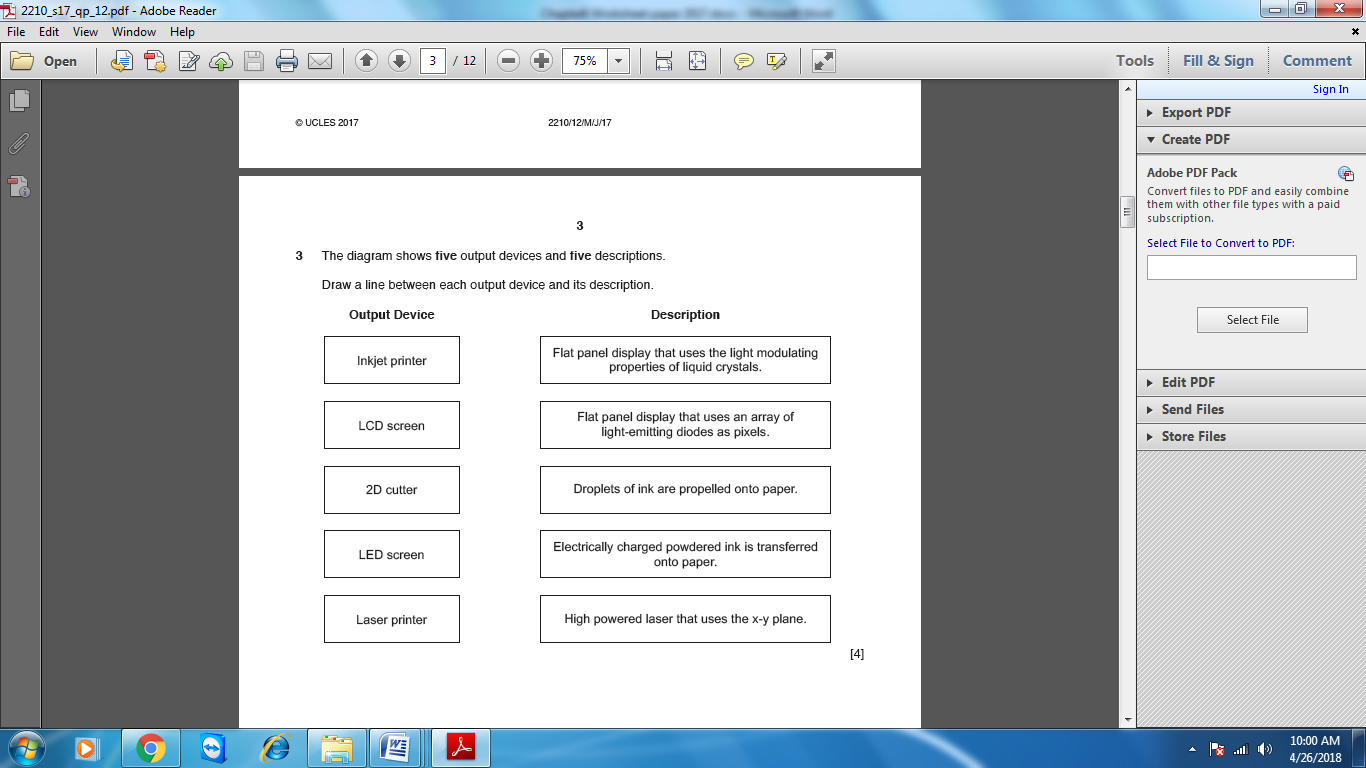 2210_s17_qp_12.pdf - Adobe Reader
File Edit View Window Help
Open 3 / 12 75% Tools Fill & Sign Comment
Sign In
Export PDF
Create PDF
Adobe PDF Pack
Convert files to PDF and easily combine
them with other file types with a paid
subscription.
Select File to Convert to PDF:
Select File
Edit PDF
Send Files
Store Files
© UCLES 2017 2210/12/M/J/17
3
3 The diagram shows five output devices and five descriptions.
Draw a line between each output device and its description.
Output Device Description
Inkjet printer
Flat panel display that uses the light modulating
properties of liquid crystals.
LCD screen
Flat panel display that uses an array of
light-emitting diodes as pixels.
2D cutter
Droplets of ink are propelled onto paper.
LED screen
Electrically charged powdered ink is transferred
onto paper.
Laser printer
High powered laser that uses the x-y plane.
[4]
10:00 AM
4/26/2018